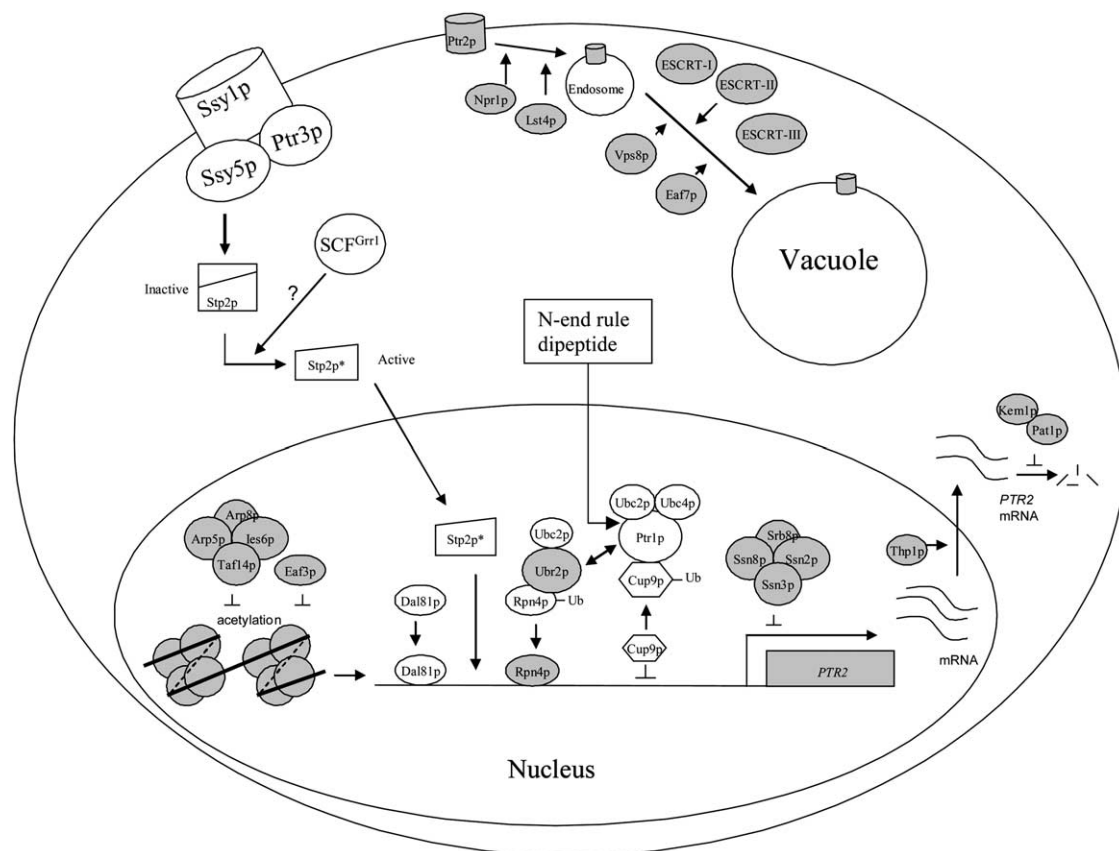 Ptr2p
Npr1p
Lst4p
Endosome
ESCRT-I
ESCRT-II
ESCRT-III
Vps8p
Eaf7p
Vacuole
Ssy1p
Ptr3p
Ssy5p
SCF^Grr1
?
Inactive
Stp2p
Stp2p*
Active
N-end rule
dipeptide
Kem1p
Pat1p
PTR2
mRNA
Thp1p
mRNA
Arp8p
Arp5p
Ies6p
Taf14p
Eaf3p
acetylation
Stp2p*
Dal81p
Dal81p
Ubc2p
Ubr2p
Rpn4p
Ub
Rpn4p
Ubc2p
Ubc4p
Ptr1p
Cup9p
Ub
Cup9p
Srb8p
Ssn8p
Ssn2p
Ssn3p
PTR2
Nucleus